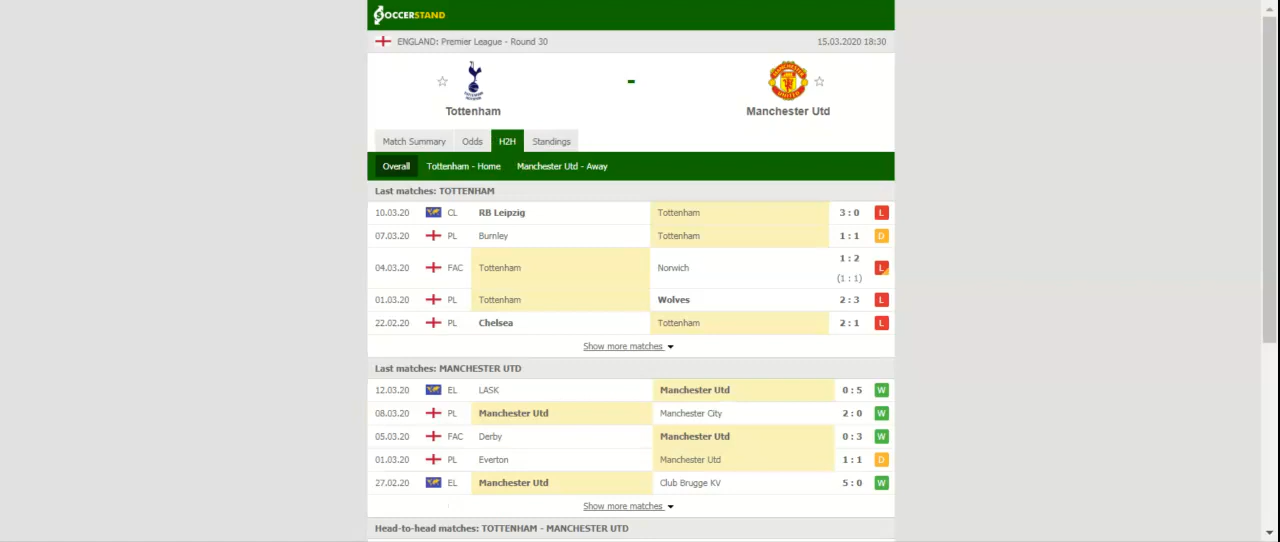 SOCCERSTAND
ENGLAND: Premier League - Round 30 15.03.2020 18:30
-
Tottenham Manchester Utd
Match Summary Odds H2H Standings
Overall Tottenham - Home Manchester Utd - Away
Last matches: TOTTENHAM
10.03.20 CL RB Leipzig Tottenham 3 : 0 L
07.03.20 PL Burnley Tottenham 1 : 1 D
04.03.20 FAC Tottenham Norwich 1 : 2 (1 : 1) L
01.03.20 PL Tottenham Wolves 2 : 3 L
22.02.20 PL Chelsea Tottenham 2 : 1 L
Show more matches
Last matches: MANCHESTER UTD
12.03.20 EL LASK Manchester Utd 0 : 5 W
08.03.20 PL Manchester Utd Manchester City 2 : 0 W
05.03.20 FAC Derby Manchester Utd 0 : 3 W
01.03.20 PL Everton Manchester Utd 1 : 1 D
27.02.20 EL Manchester Utd Club Brugge KV 5 : 0 W
Show more matches
Head-to-head matches: TOTTENHAM - MANCHESTER UTD